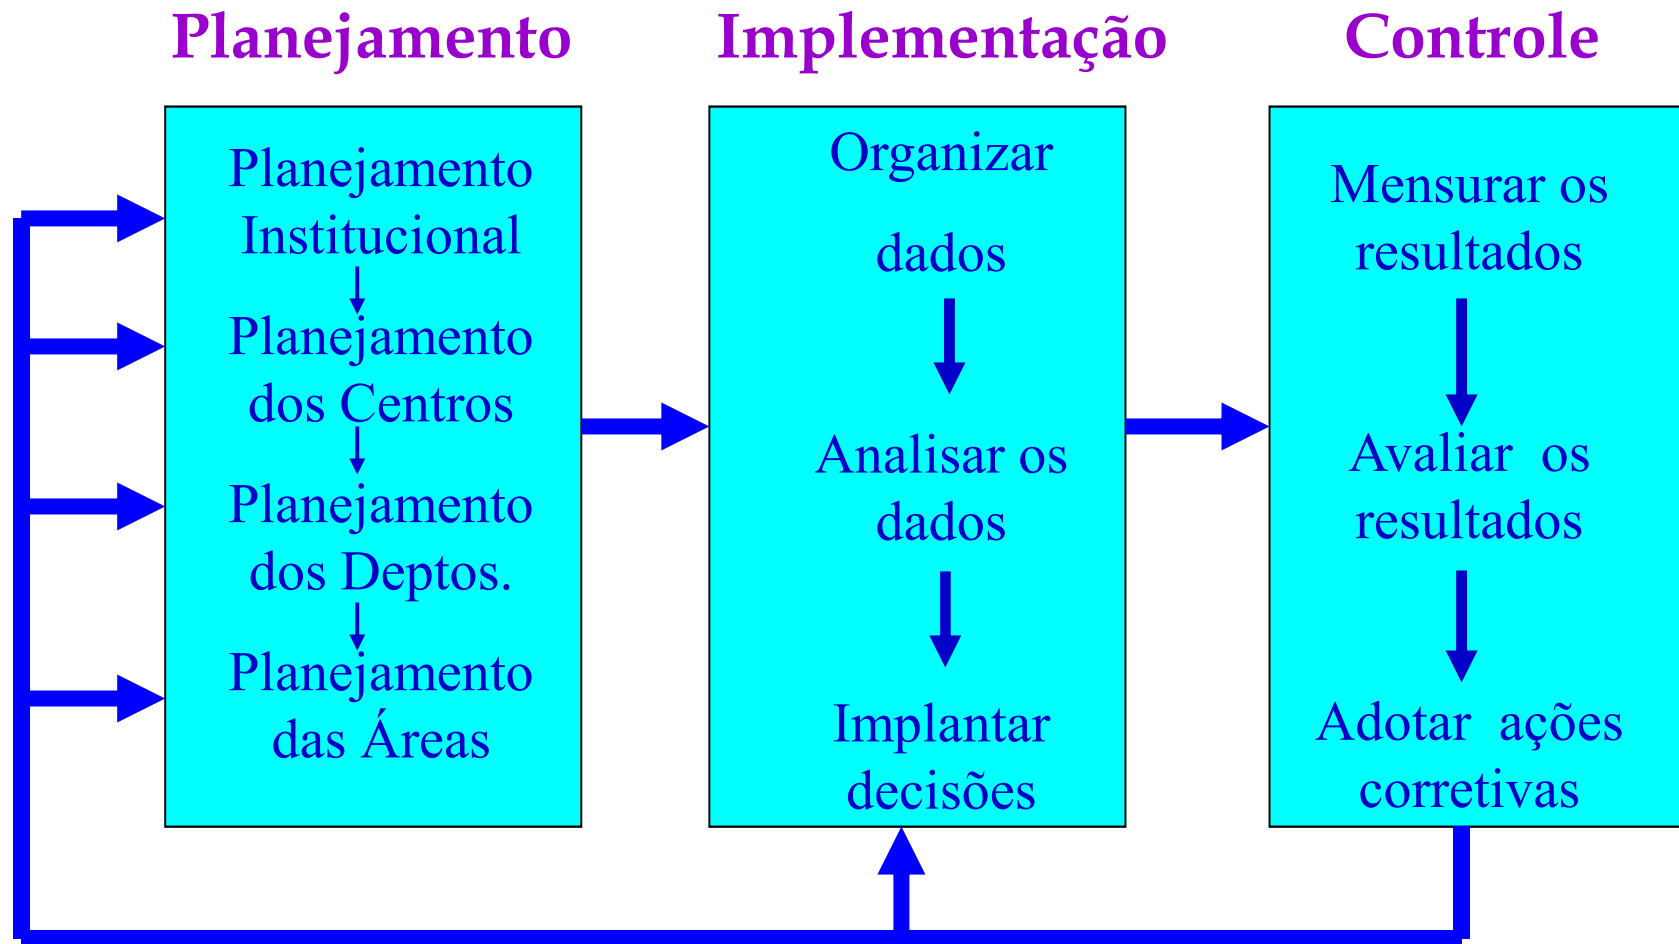 Planejamento
Implementação
Controle
Planejamento
Institucional
Planejamento
dos Centros
Planejamento
dos Deptos.
Planejamento
das Áreas
Organizar
dados
Analisar os
dados
Implantar
decisões
Mensurar os
resultados
Avaliar os
resultados
Adotar ações
corretivas